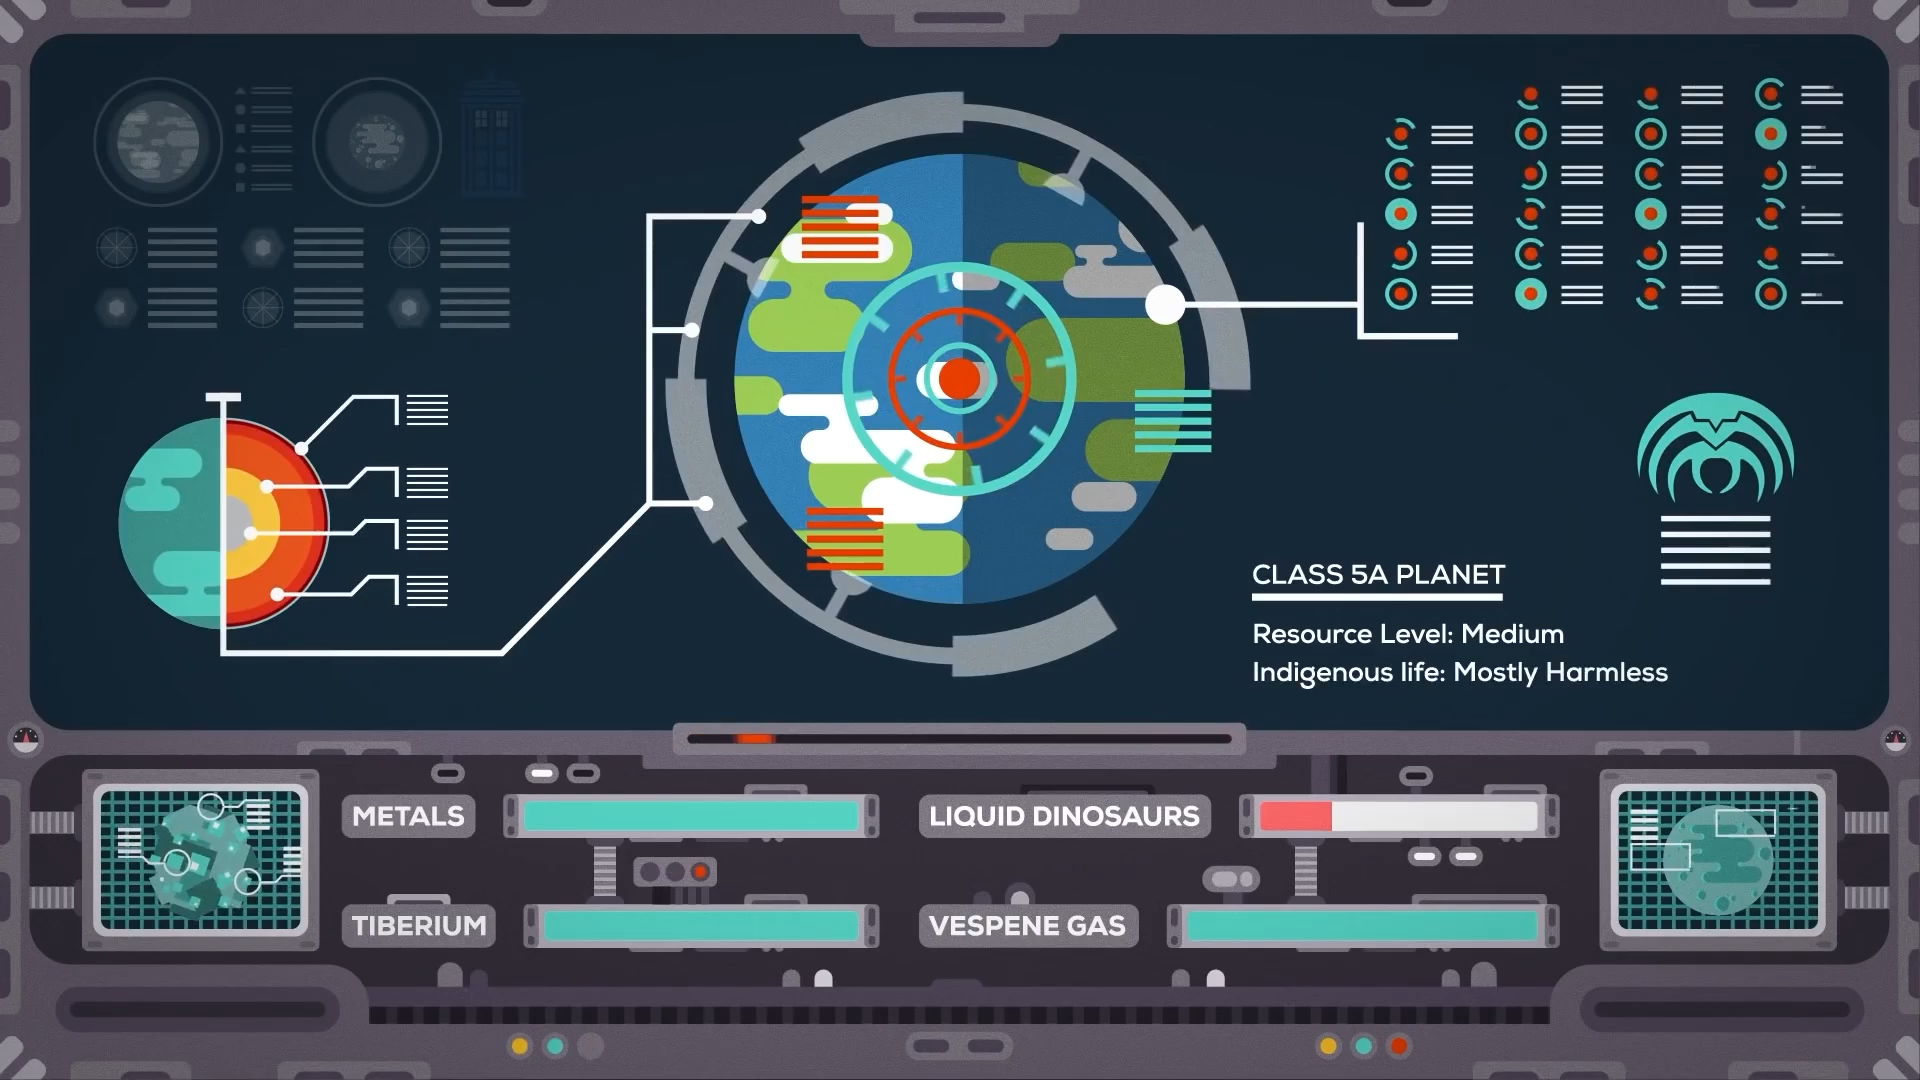 CLASS 5A PLANET
Resource Level: Medium
Indigenous life: Mostly Harmless
METALS
LIQUID DINOSAURS
TIBERIUM
VESPENE GAS